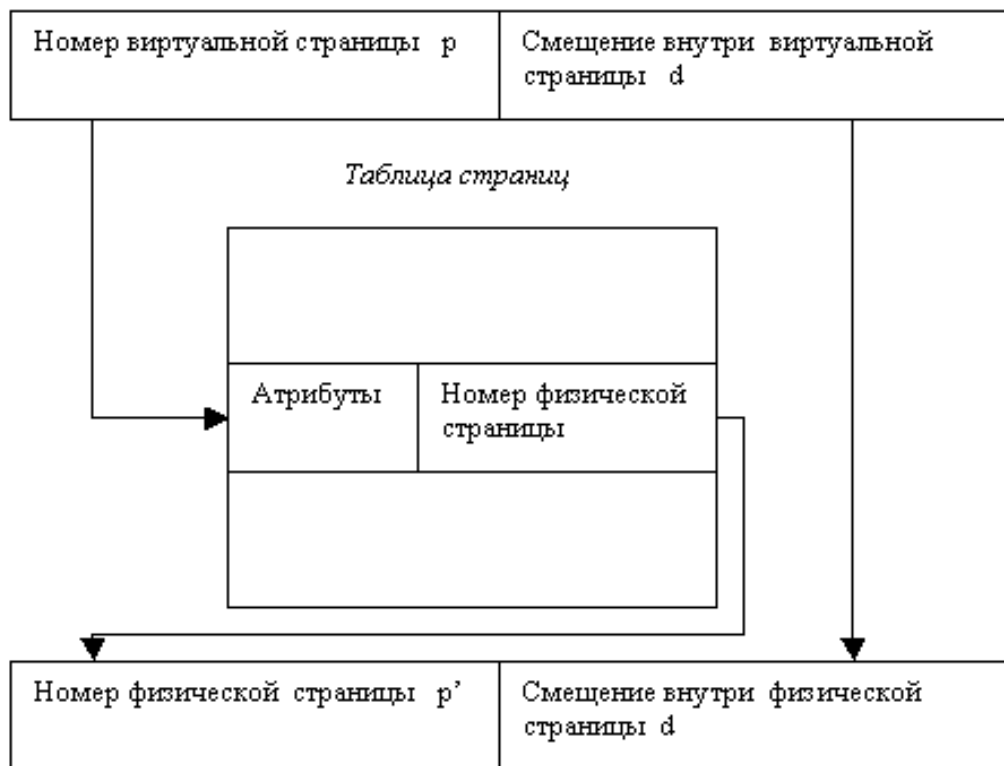 Номер виртуальной страницы p
Смещение внутри виртуальной
страницы d
Таблица страниц
Атрибуты
Номер физической
страницы
Номер физической страницы p’
Смещение внутри физической
страницы d